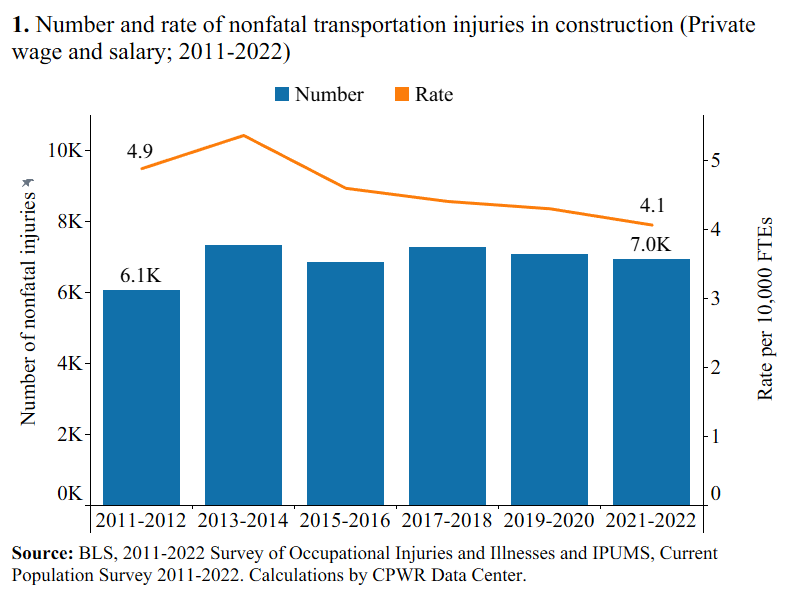 1. Number and rate of nonfatal transportation injuries in construction (Private
wage and salary; 2011-2022)
Number Rate
Number of nonfatal injuries
10K
8K
6K
4K
2K
0K
4.9
6.1K
4.1
7.0K
5
4
3
2
1
0
Rate per 10,000 FTEs
2011-2012 2013-2014 2015-2016 2017-2018 2019-2020 2021-2022
Source: BLS, 2011-2022 Survey of Occupational Injuries and Illnesses and IPUMS, Current
Population Survey 2011-2022. Calculations by CPWR Data Center.